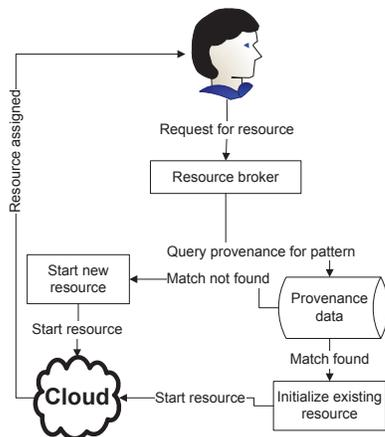 Resource assigned
Request for resource
Resource broker
Query provenance for pattern
Start new
resource
Match not found
Provenance
data
Start resource
Match found
Cloud
Start resource
Initialize existing
resource